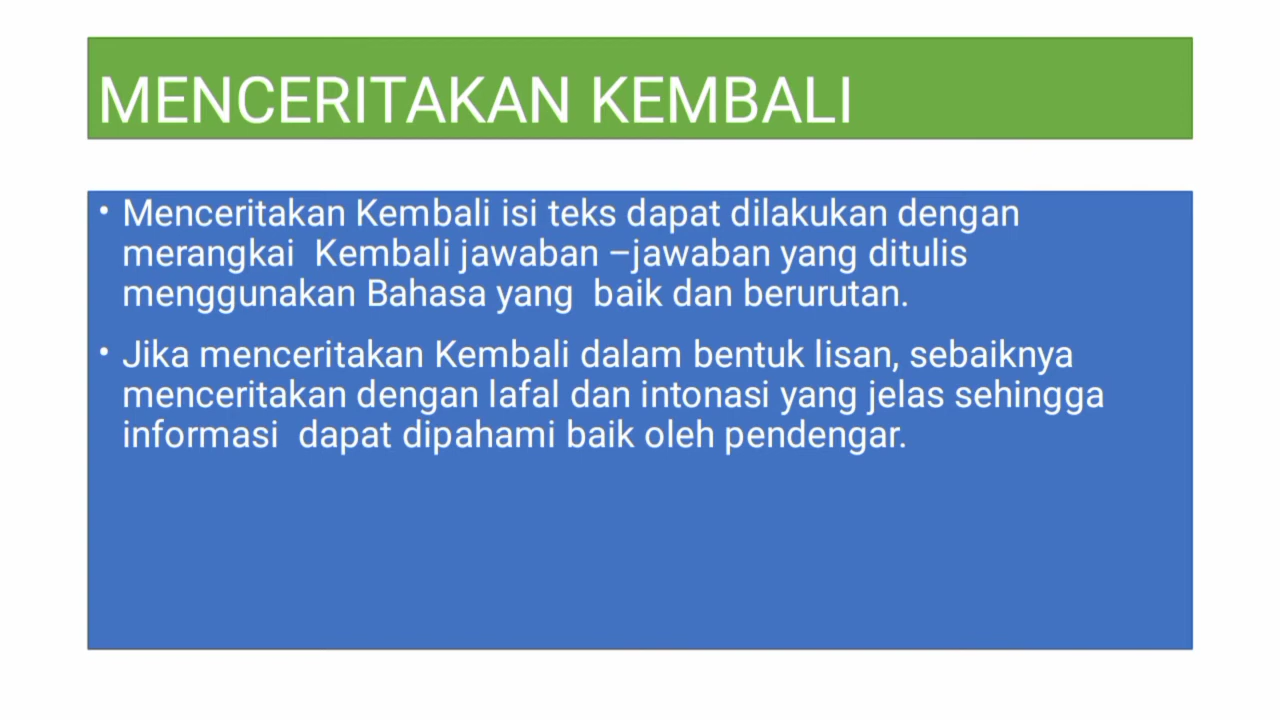 MENCERITAKAN KEMBALI
• Menceritakan Kembali isi teks dapat dilakukan dengan
merangkai  Kembali jawaban –jawaban yang ditulis
menggunakan Bahasa yang  baik dan berurutan.
• Jika menceritakan Kembali dalam bentuk lisan, sebaiknya
menceritakan dengan lafal dan intonasi yang jelas sehingga
informasi  dapat dipahami baik oleh pendengar.